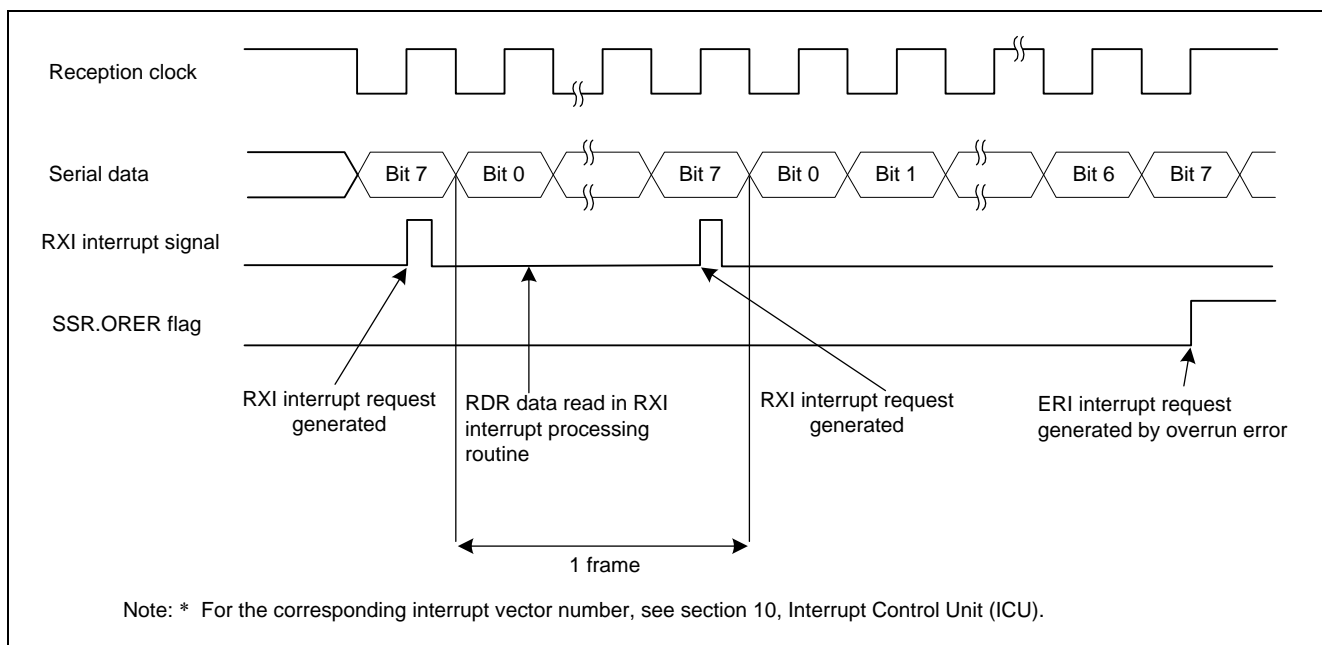 Reception clock
Serial data
Bit 7
Bit 0
Bit 7
Bit 0
Bit 1
Bit 6
Bit 7
RXI interrupt signal
SSR.ORER flag
RXI interrupt request
generated
RDR data read in RXI
interrupt processing
routine
RXI interrupt request
generated
ERI interrupt request
generated by overrun error
1 frame
Note: * For the corresponding interrupt vector number, see section 10, Interrupt Control Unit (ICU).